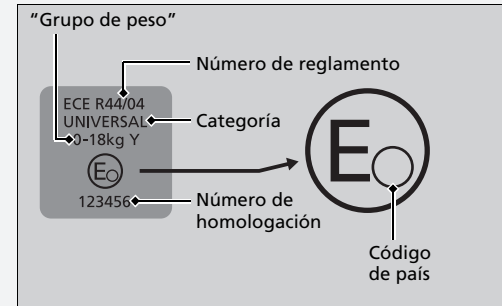 “Grupo de peso”
Número de reglamento
ECE R44/04
UNIVERSAL
Categoría
0-18kg Y
E
E
123456
Número de
homologación
Código
de país